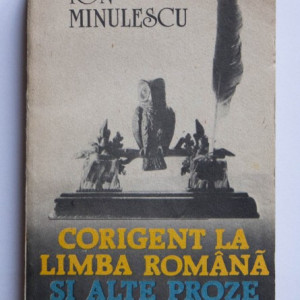 ION
MINULESCU
CORIGENT LA
LIMBA ROMÂNĂ
ȘI ALTE PROZE